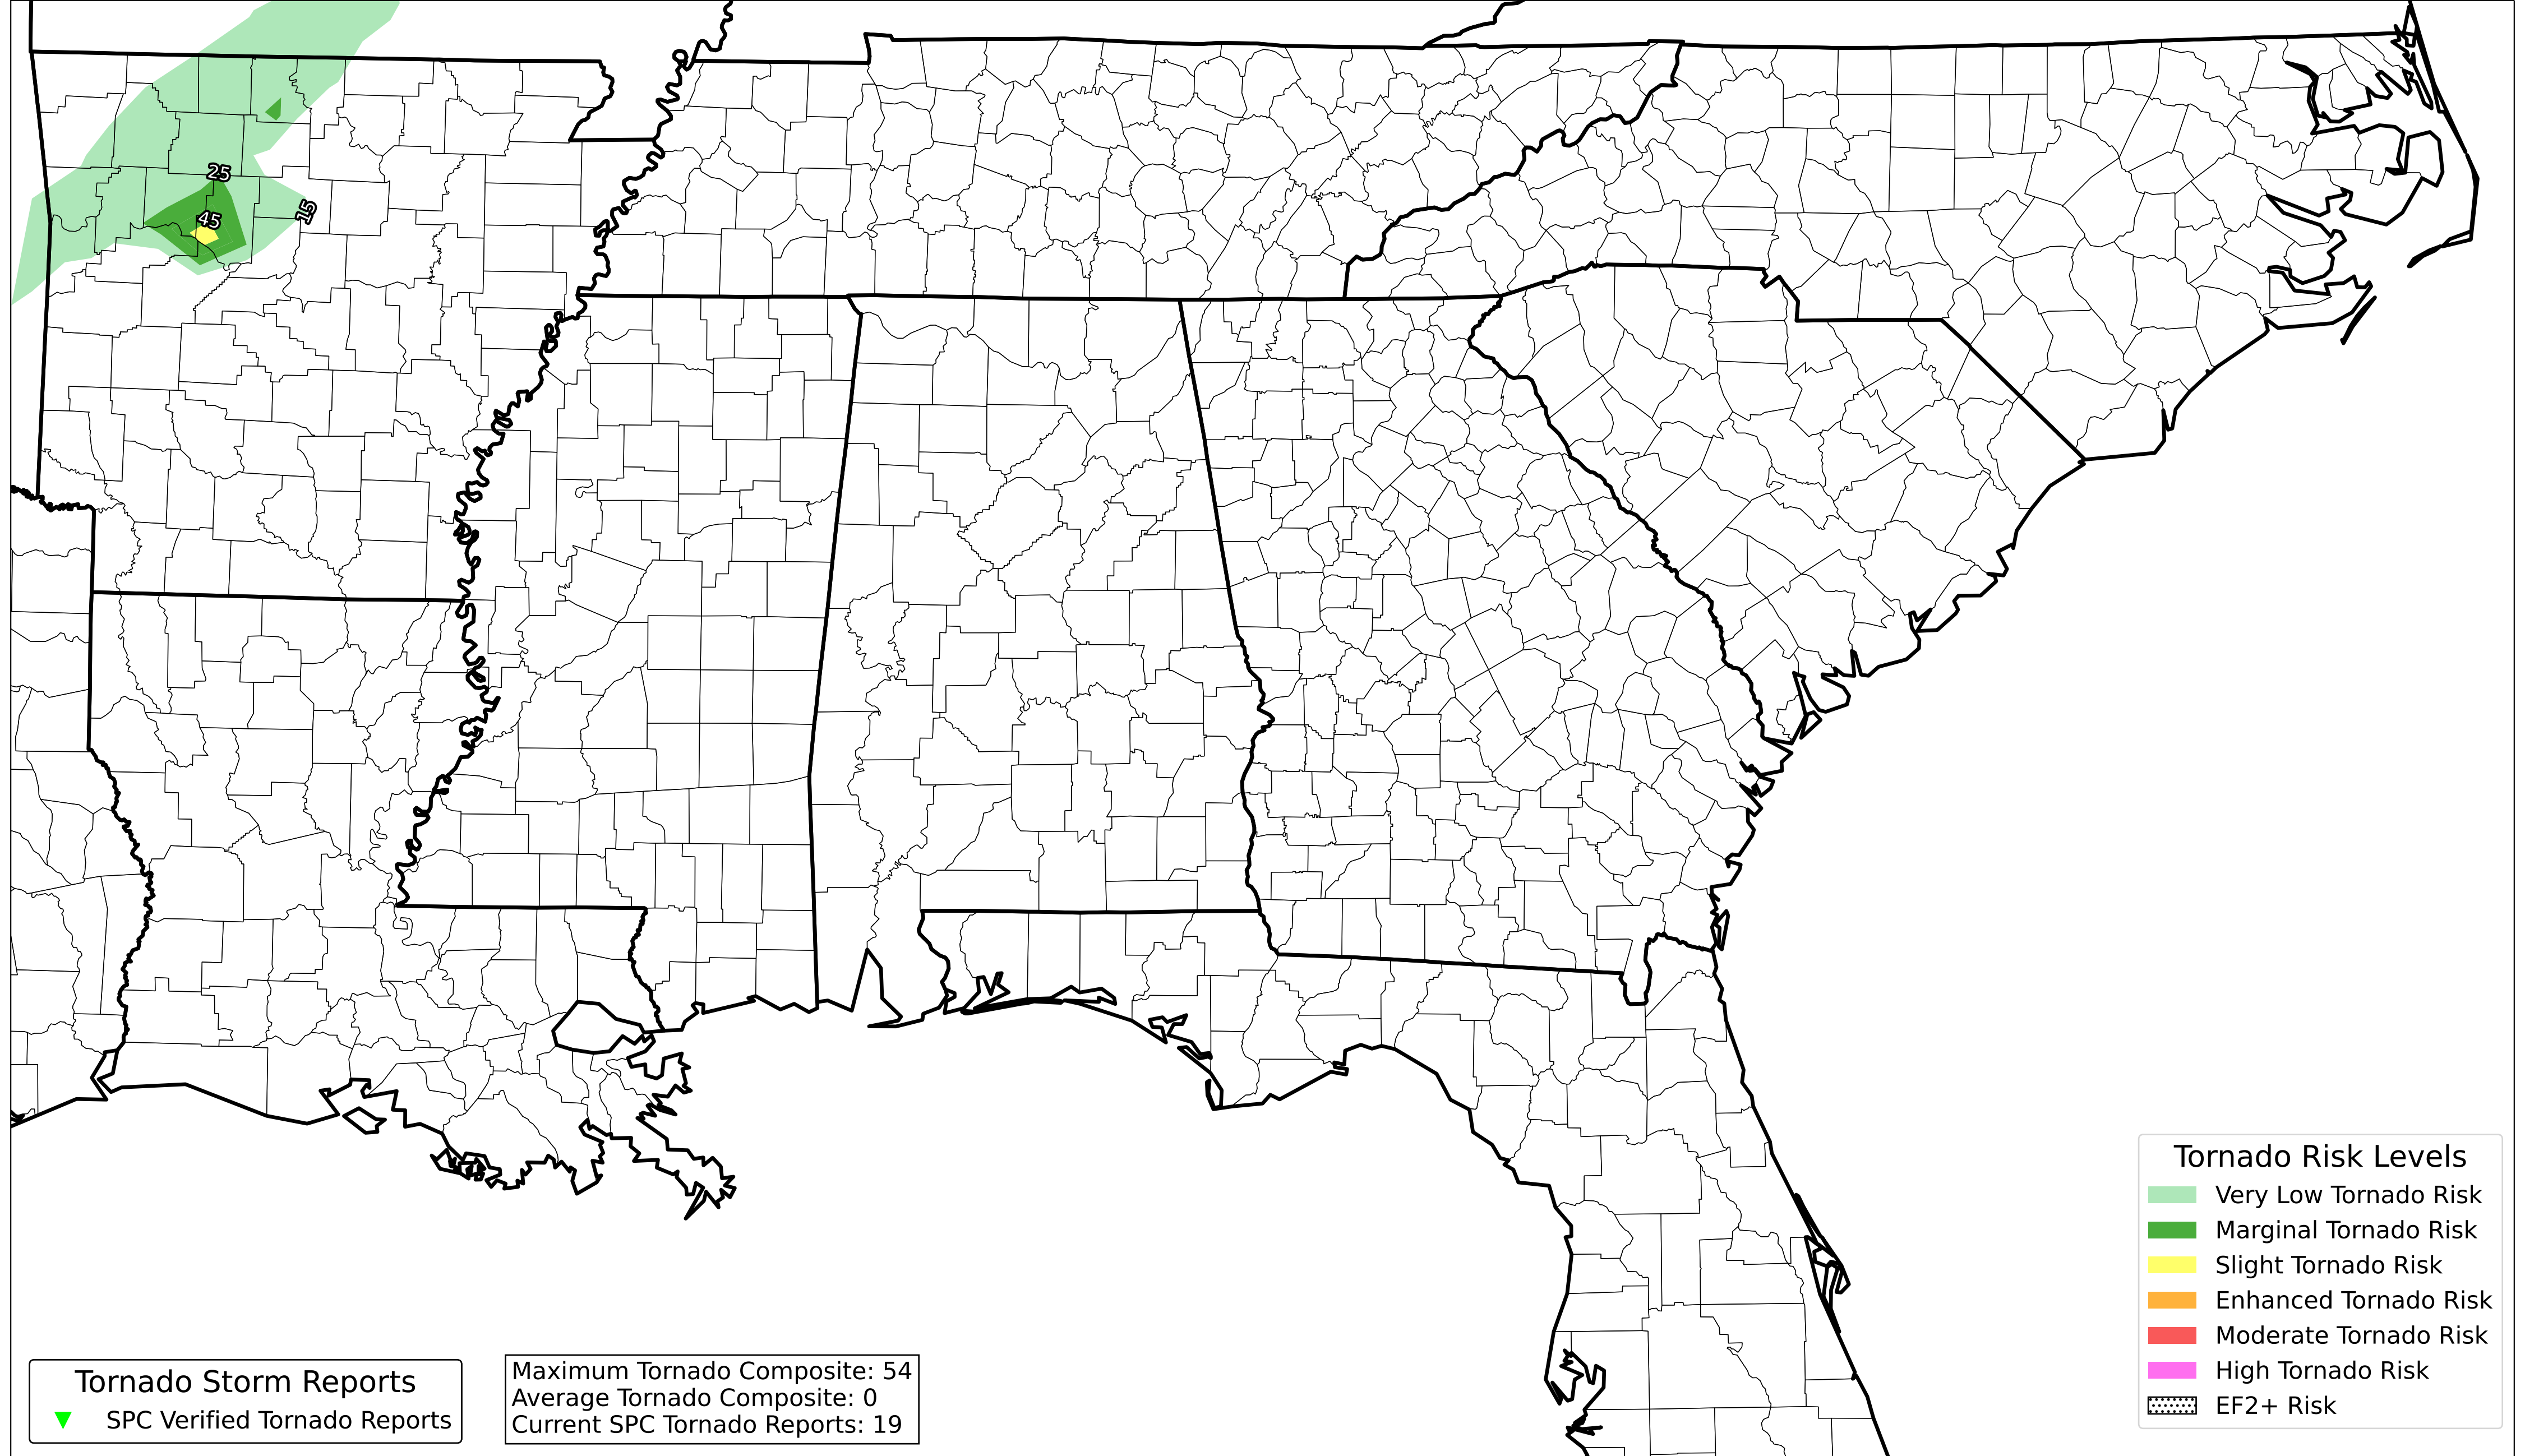 25
45
15
Tornado Risk Levels
Very Low Tornado Risk
Marginal Tornado Risk
Slight Tornado Risk
Enhanced Tornado Risk
Moderate Tornado Risk
High Tornado Risk
EF2+ Risk
Tornado Storm Reports
SPC Verified Tornado Reports
Maximum Tornado Composite: 54
Average Tornado Composite: 0
Current SPC Tornado Reports: 19